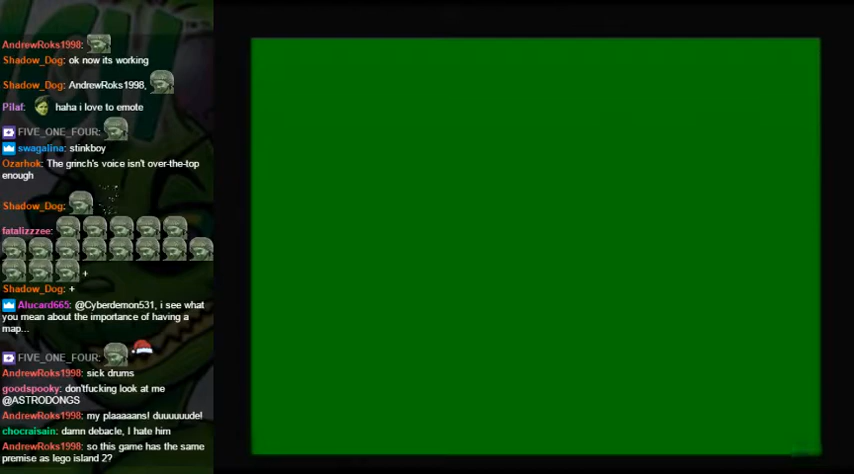 AndrewRoks1998:
Shadow_Dog: ok now its working
Shadow_Dog: AndrewRoks1998,
Pilaf: haha i love to emote
FIVE_ONE_FOUR:
swagalina: stinkboy
Ozarhok: The grinch's voice isn't over-the-top
enough
Shadow_Dog:
fatalizzzee:
+
Shadow_Dog: +
Alucard665: @Cyberdemon531, i see what
you mean about the importance of having a
map...
FIVE_ONE_FOUR:
AndrewRoks1998: sick drums
goodspooky: don'tfucking look at me
@ASTRODONGS
AndrewRoks1998: my plaaaaans! duuuuuude!
chocraisain: damn debacle, I hate him
AndrewRoks1998: so this game has the same
premise as lego island 2?